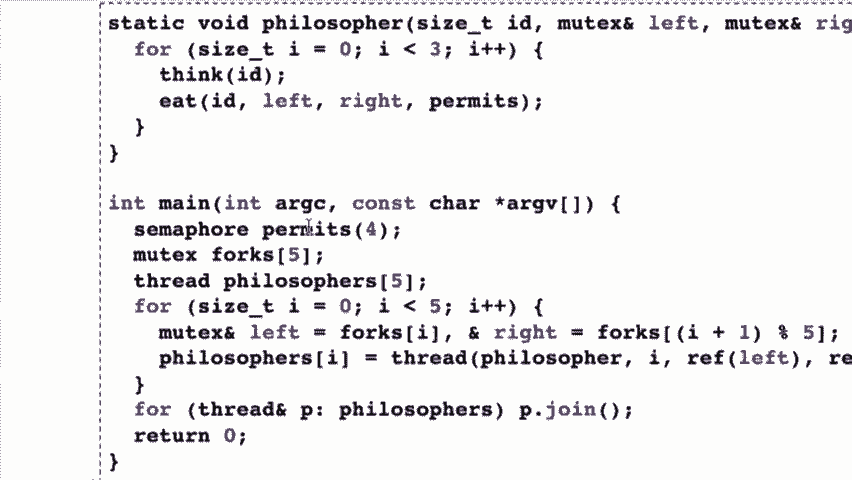 static void philosopher(size_t id, mutex& left, mutex& rig
for (size_t i = 0; i < 3; i++) {
think(id);
eat(id, left, right, permits);
}
}
int main(int argc, const char *argv[]) {
semaphore permits(4);
mutex forks[5];
thread philosophers[5];
for (size_t i = 0; i < 5; i++) {
mutex& left = forks[i], & right = forks[(i + 1) % 5];
philosophers[i] = thread(philosopher, i, ref(left), re
}
for (thread& p: philosophers) p.join();
return 0;
}